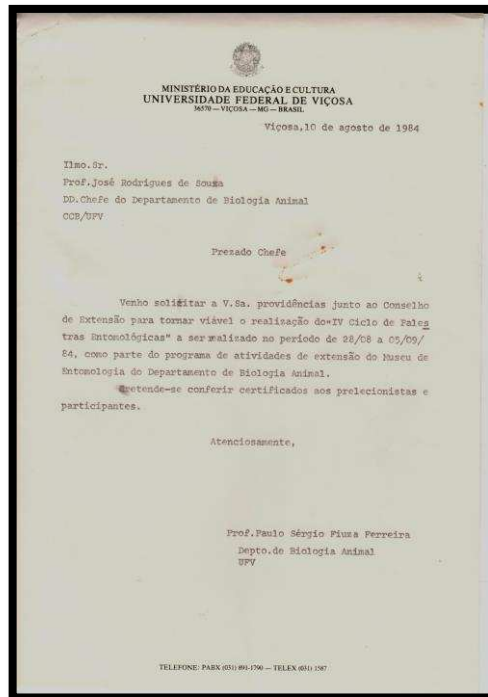 MINISTÉRIO DA EDUCAÇÃO E CULTURA
UNIVERSIDADE FEDERAL DE VIÇOSA
36570 — VIÇOSA — MG — BRASIL
Viçosa,10 de agosto de 1984
Ilmo.Sr.
Prof.José Rodrigues de Souza
DD.Chefe do Departamento de Biologia Animal
CCB/UFV
Prezado Chefe
Venho solicitar a V.Sa. providências junto ao Conselho
de Extensão para tornar viável o realização do"IV Ciclo de Pales
tras Entomológicas" a ser realizado no período de 28/08 a 05/09/
84, como parte do programa de atividades de extensão do Museu de
Entomologia do Departamento de Biologia Animal.
Pretende-se conferir certificados aos prelecionistas e
participantes.
Atenciosamente,
Prof.Paulo Sérgio Fiuza Ferreira
Depto.de Biologia Animal
UFV
TELEFONE: PABX (031) 891-1790 — TELEX (031) 1587